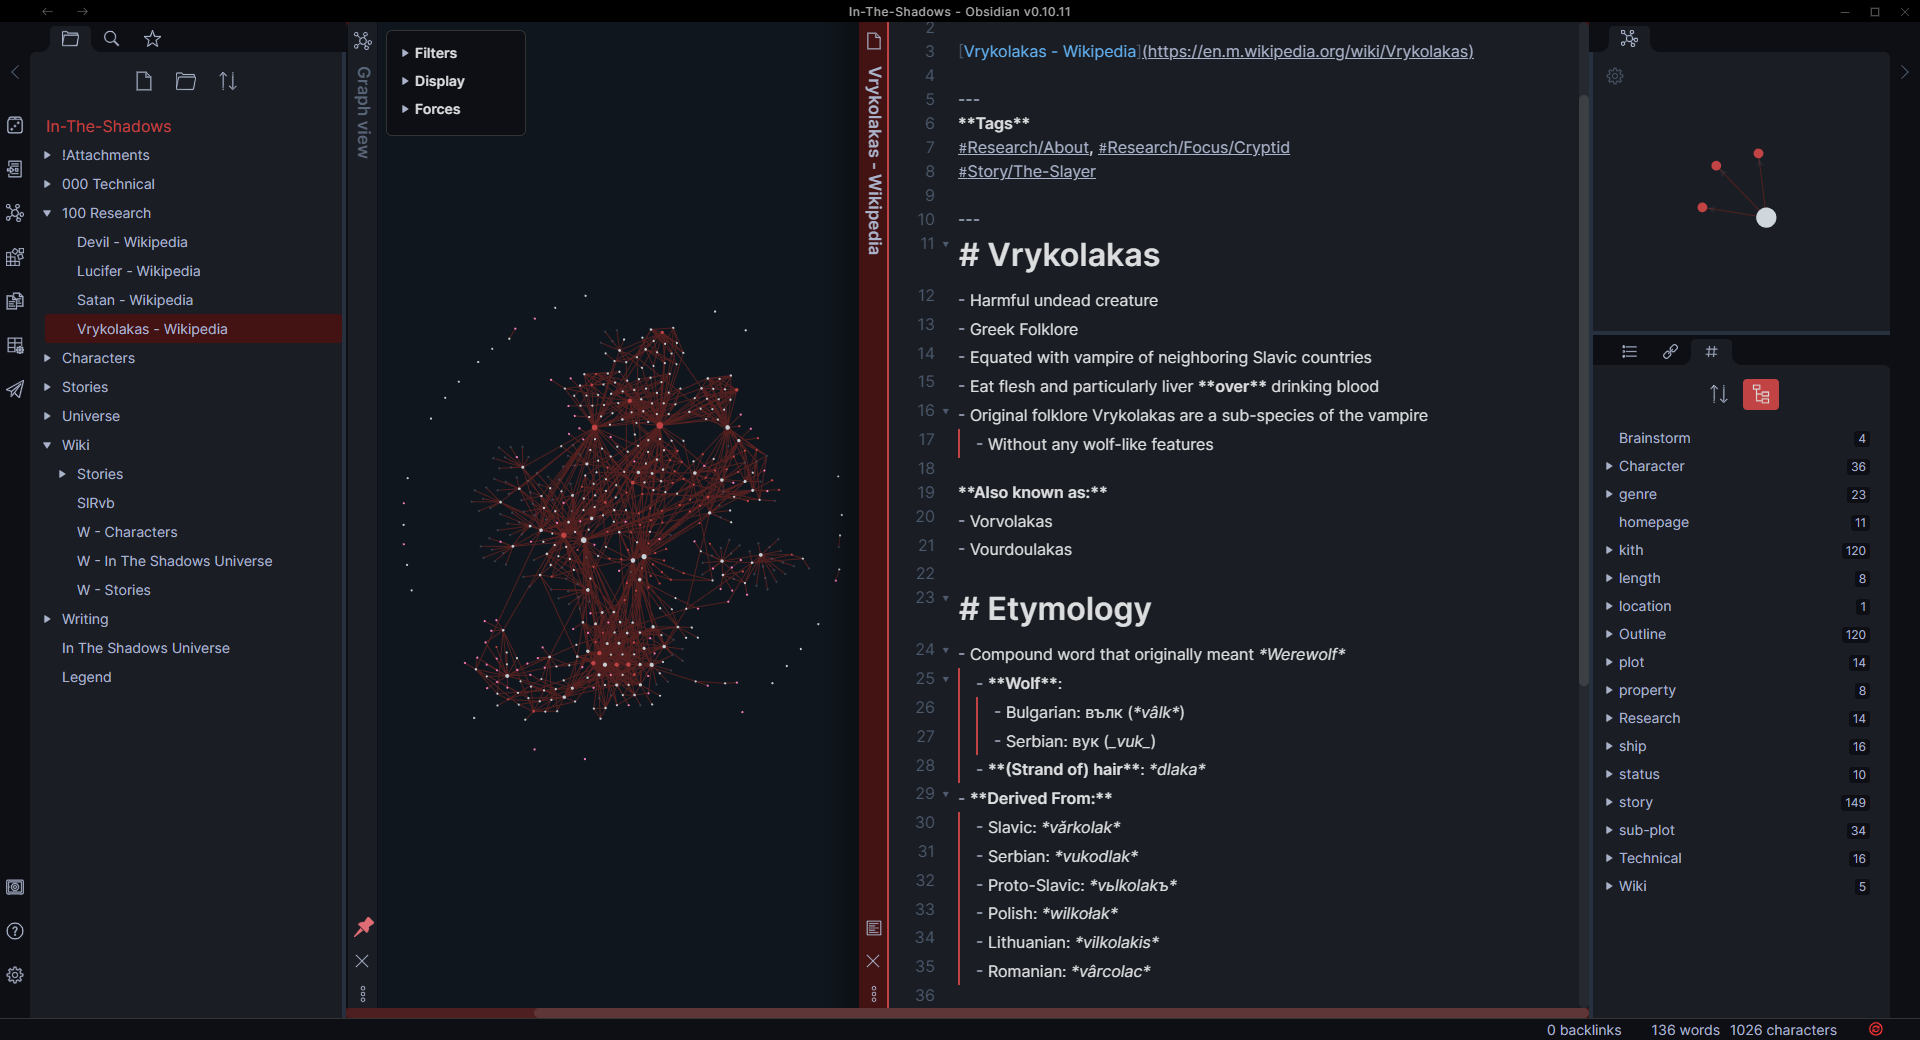 In-The-Shadows - Obsidian v0.10.11
In-The-Shadows
!Attachments
000 Technical
100 Research
Devil - Wikipedia
Lucifer - Wikipedia
Satan - Wikipedia
Vrykolakas - Wikipedia
Characters
Stories
Universe
Wiki
Stories
SIRvb
W - Characters
W - In The Shadows Universe
W - Stories
Writing
In The Shadows Universe
Legend
Graph view
Filters
Display
Forces
Vrykolakas - Wikipedia
2
3 [Vrykolakas - Wikipedia](https://en.m.wikipedia.org/wiki/Vrykolakas)
4
5 ---
6 **Tags**
7 #Research/About, #Research/Focus/Cryptid
8 #Story/The-Slayer
9
10 ---
11 # Vrykolakas
12 - Harmful undead creature
13 - Greek Folklore
14 - Equated with vampire of neighboring Slavic countries
15 - Eat flesh and particularly liver **over** drinking blood
16 - Original folklore Vrykolakas are a sub-species of the vampire
17 - Without any wolf-like features
18
19 **Also known as:**
20 - Vorvolakas
21 - Vourdoulakas
22
23 # Etymology
24 - Compound word that originally meant *Werewolf*
25 - **Wolf**:
26 - Bulgarian: вълк (*vâlk*)
27 - Serbian: вук (_vuk_)
28 - **(Strand of) hair**: *dlaka*
29 - **Derived From:**
30 - Slavic: *vărkolak*
31 - Serbian: *vukodlak*
32 - Proto-Slavic: *vьlkolakъ*
33 - Polish: *wilkołak*
34 - Lithuanian: *vilkolakis*
35 - Romanian: *vârcolac*
36
Brainstorm 4
Character 36
genre 23
homepage 11
kith 120
length 8
location 1
Outline 120
plot 14
property 8
Research 14
ship 16
status 10
story 149
sub-plot 34
Technical 16
Wiki 5
0 backlinks 136 words 1026 characters